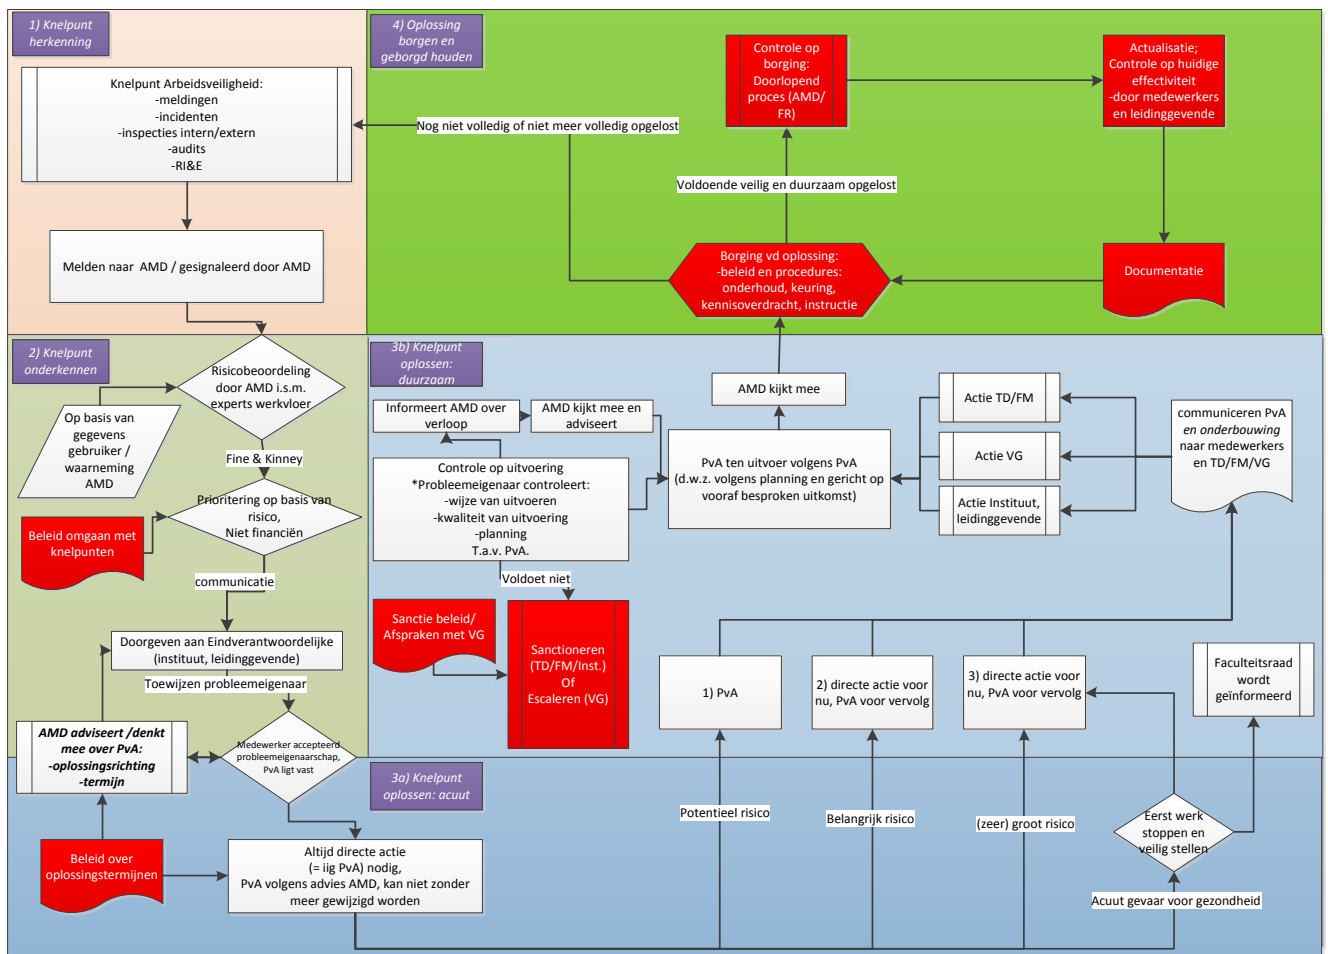 1) Knelpunt
herkenning
Knelpunt Arbeidsveiligheid:
-meldingen
-incidenten
-inspecties intern/extern
-audits
-RI&E
Melden naar AMD / gesignaleerd door AMD
4) Oplossing
borgen en
geborgd houden
Controle op
borging:
Doorlopend
proces (AMD/
FR)
Actualisatie;
Controle op huidige
effectiviteit
-door medewerkers
en leidinggevende
Nog niet volledig of niet meer volledig opgelost
Voldoende veilig en duurzaam opgelost
Borging vd oplossing:
-beleid en procedures:
onderhoud, keuring,
kennisoverdracht, instructie
Documentatie
2) Knelpunt
onderkennen
Risicobeoordeling
door AMD i.s.m.
experts werkvloer
Op basis van
gegevens
gebruiker /
waarneming
AMD
Fine & Kinney
Prioritering op basis van
risico,
Niet financiën
Beleid omgaan met
knelpunten
communicatie
Doorgeven aan Eindverantwoordelijke
(instituut, leidinggevende)
Toewijzen probleemeigenaar
AMD adviseert /denkt
mee over PvA:
-oplossingsrichting
-termijn
Medewerker accepteerd
probleemeigenaarschap,
PvA ligt vast
3b) Knelpunt
oplossen:
duurzaam
Informeert AMD over
verloop
AMD kijkt mee en
adviseert
AMD kijkt mee
Controle op uitvoering
*Probleemeigenaar controleert:
-wijze van uitvoeren
-kwaliteit van uitvoering
-planning
T.a.v. PvA.
PvA ten uitvoer volgens PvA
(d.w.z. volgens planning en gericht op
vooraf besproken uitkomst)
Actie TD/FM
Actie VG
Actie Instituut,
leidinggevende
communiceren PvA
en onderbouwing
naar medewerkers
en TD/FM/VG
Voldoet niet
Sanctie beleid/
Afspraken met VG
Sanctioneren
(TD/FM/Inst.)
Of
Escaleren (VG)
1) PvA
2) directe actie voor
nu, PvA voor vervolg
3) directe actie voor
nu, PvA voor vervolg
Faculteitsraad
wordt
geïnformeerd
3a) Knelpunt
oplossen: acuut
Potentieel risico
Belangrijk risico
(zeer) groot risico
Eerst werk
stoppen en
veilig stellen
Acuut gevaar voor gezondheid
Beleid over
oplossingstermijnen
Altijd directe actie
(= iig PvA) nodig,
PvA volgens advies AMD, kan niet zonder
meer gewijzigd worden